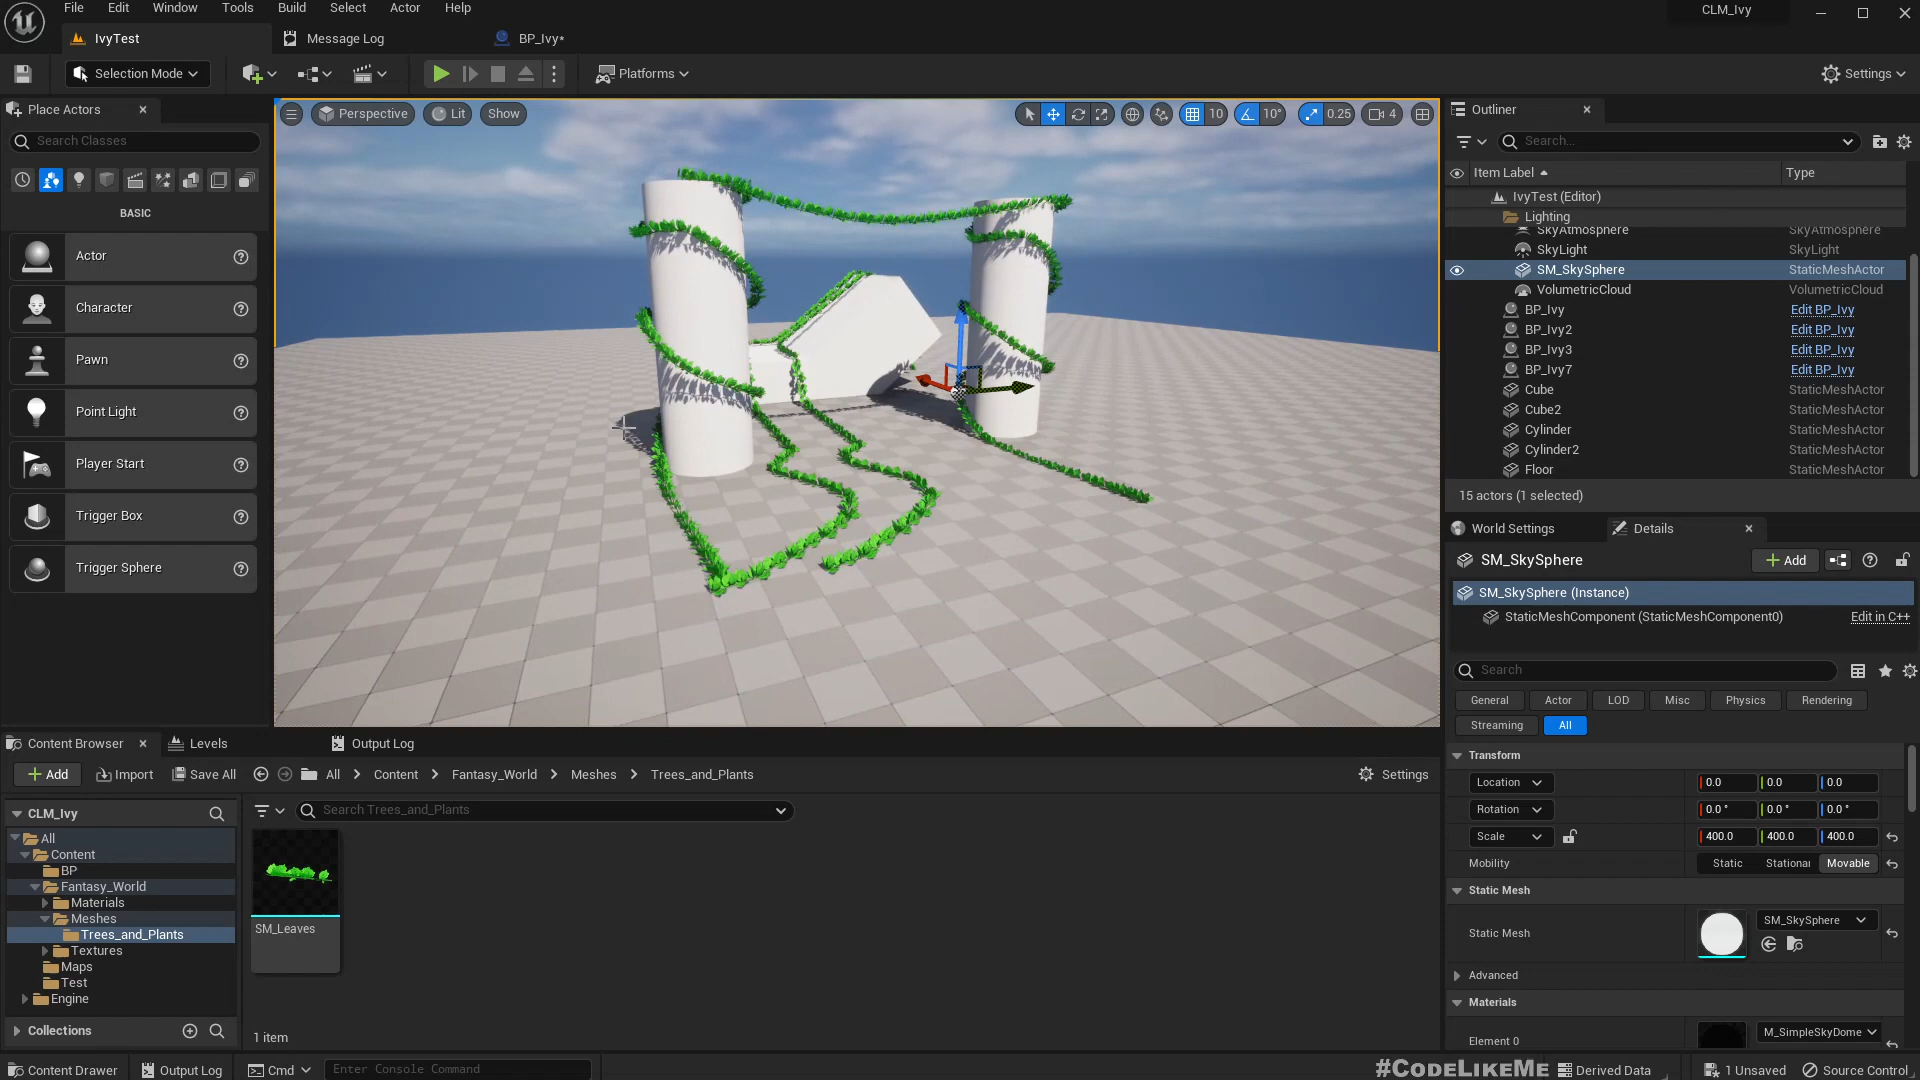 File Edit Window Tools Build Select Actor Help
CLM_Ivy
IvyTest
Message Log
BP_Ivy*
Selection Mode
Platforms
Settings
Place Actors
Perspective
Lit
Show
10
10°
0.25
4
Outliner
Search Classes
Search...
Item Label
Type
BASIC
IvyTest (Editor)
Lighting
SkyAtmosphere SkyAtmosphere
SkyLight SkyLight
SM_SkySphere StaticMeshActor
VolumetricCloud VolumetricCloud
BP_Ivy Edit BP_Ivy
BP_Ivy2 Edit BP_Ivy
BP_Ivy3 Edit BP_Ivy
BP_Ivy7 Edit BP_Ivy
Cube StaticMeshActor
Cube2 StaticMeshActor
Cylinder StaticMeshActor
Cylinder2 StaticMeshActor
Floor StaticMeshActor
15 actors (1 selected)
Actor
Character
Pawn
Point Light
Player Start
Trigger Box
Trigger Sphere
World Settings
Details
SM_SkySphere
Add
SM_SkySphere (Instance)
StaticMeshComponent (StaticMeshComponent0)
Edit in C++
Search
General Actor LOD Misc Physics Rendering
Streaming All
Transform
Location 0.0 0.0 0.0
Rotation 0.0 ° 0.0 ° 0.0 °
Scale 400.0 400.0 400.0
Mobility Static Stationar Movable
Static Mesh
SM_SkySphere
Static Mesh
Advanced
Materials
Element 0
M_SimpleSkyDome
Content Browser
Levels
Output Log
Add
Import
Save All
All > Content > Fantasy_World > Meshes > Trees_and_Plants
Settings
CLM_Ivy
Search Trees_and_Plants
All
Content
BP
Fantasy_World
Materials
Meshes
Trees_and_Plants
Textures
Maps
Test
Engine
Collections
SM_Leaves
1 item
Content Drawer
Output Log
Cmd
Enter Console Command
#CODELIKEME
Derived Data
1 Unsaved
Source Control